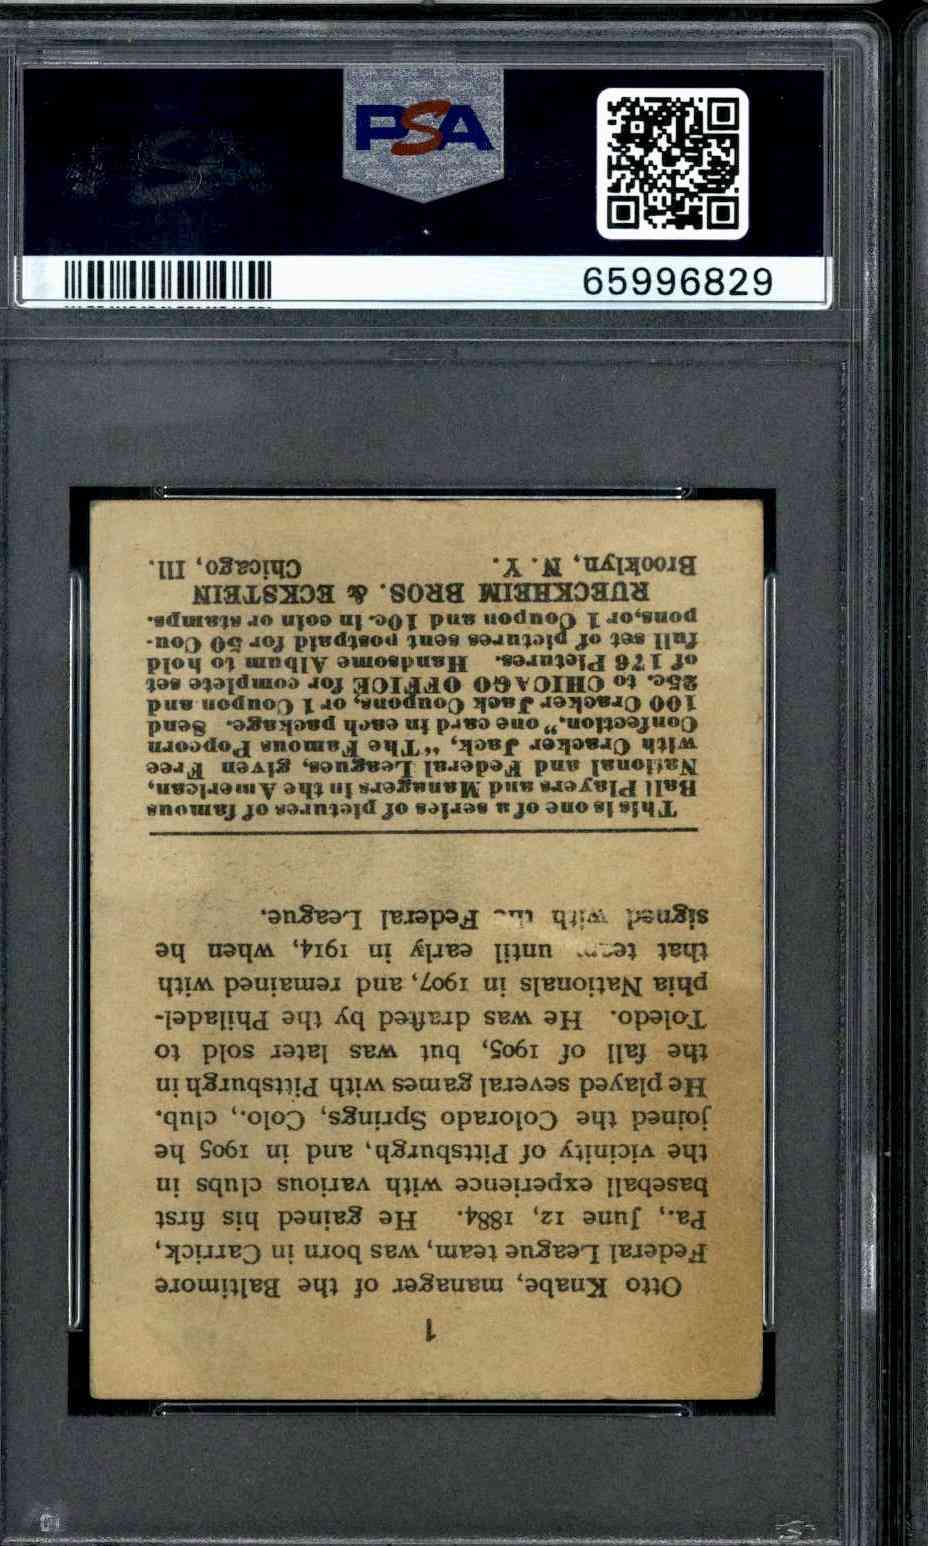 PSA
65996829
1
Otto Knabe, manager of the Baltimore
Federal League team, was born in Carrick,
Pa., June 12, 1884. He gained his first
baseball experience with various clubs in
the vicinity of Pittsburgh, and in 1905 he
joined the Colorado Springs, Colo., club.
He played several games with Pittsburgh in
the fall of 1905, but was later sold to
Toledo. He was drafted by the Philadel-
phia Nationals in 1907, and remained with
that team until early in 1914, when he
signed with the Federal League.
This is one of a series of pictures of famous
Ball Players and Managers in the American,
National and Federal Leagues, given Free
with Cracker Jack, "The Famous Popcorn
Confection," one card in each package. Send
100 Cracker Jack Coupons, or 1 Coupon and
25c. to CHICAGO OFFICE for complete set
of 176 Pictures. Handsome Album to hold
full set of pictures sent postpaid for 50 Cou-
pons, or 1 Coupon and 10c. in coin or stamps.
RUECKHEIM BROS. & ECKSTEIN
Brooklyn, N. Y. Chicago, Ill.